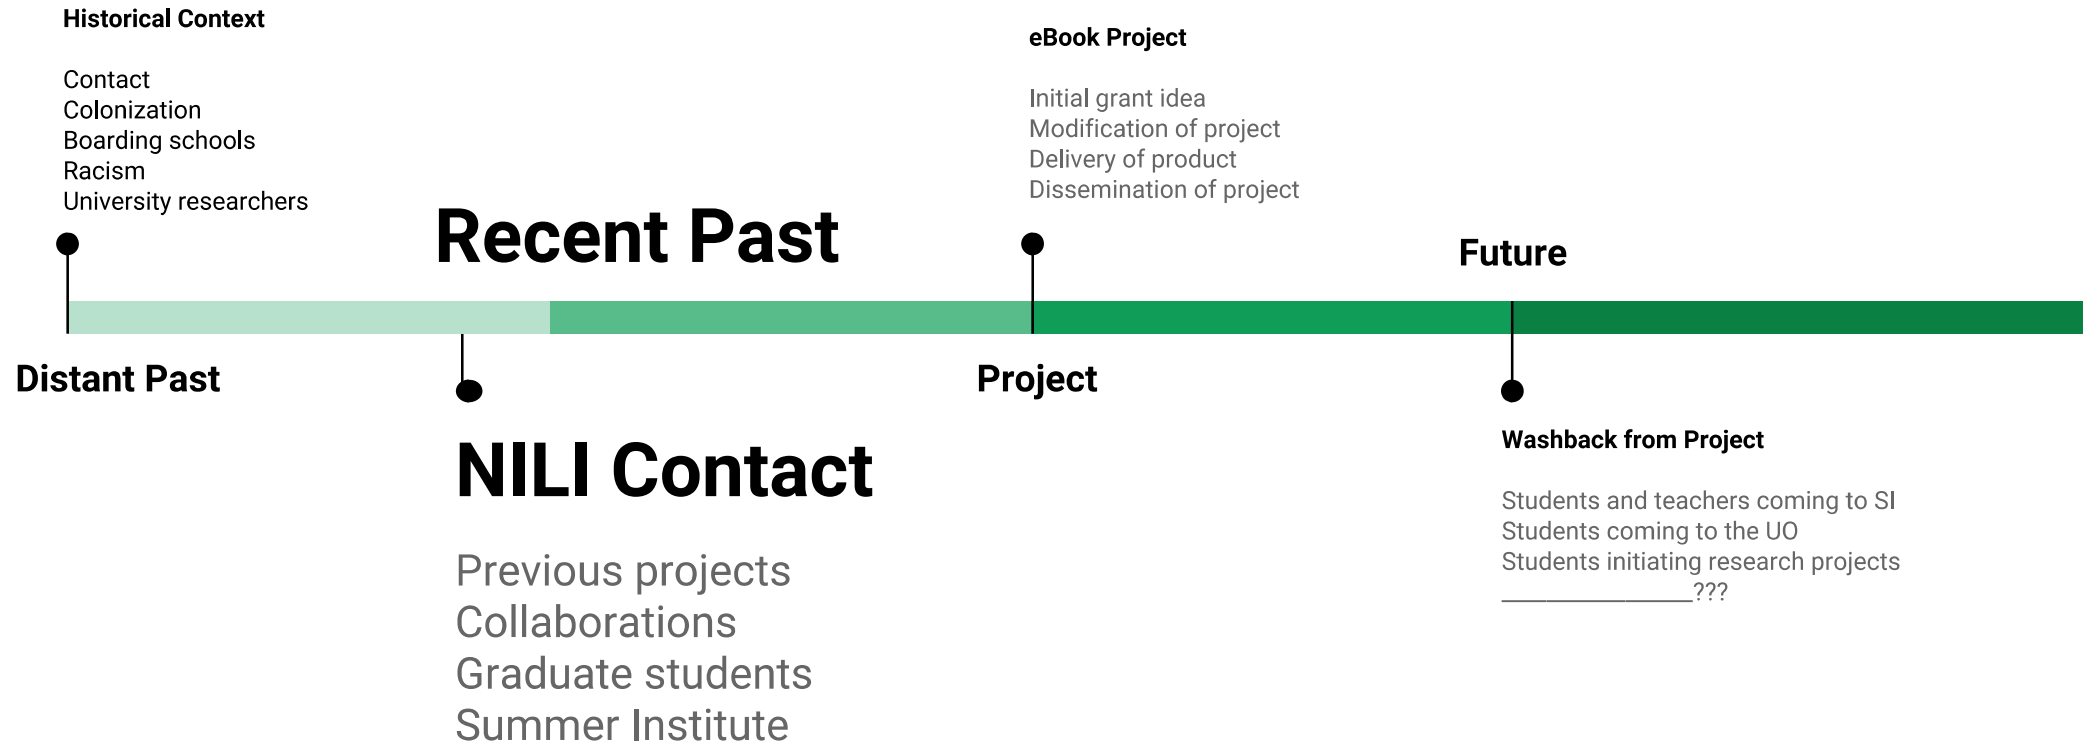 Historical Context
Contact
Colonization
Boarding schools
Racism
University researchers
Distant Past
Recent Past
NILI Contact
Previous projects
Collaborations
Graduate students
Summer Institute
eBook Project
Initial grant idea
Modification of project
Delivery of product
Dissemination of project
Project
Future
Washback from Project
Students and teachers coming to SI
Students coming to the UO
Students initiating research projects
________________???